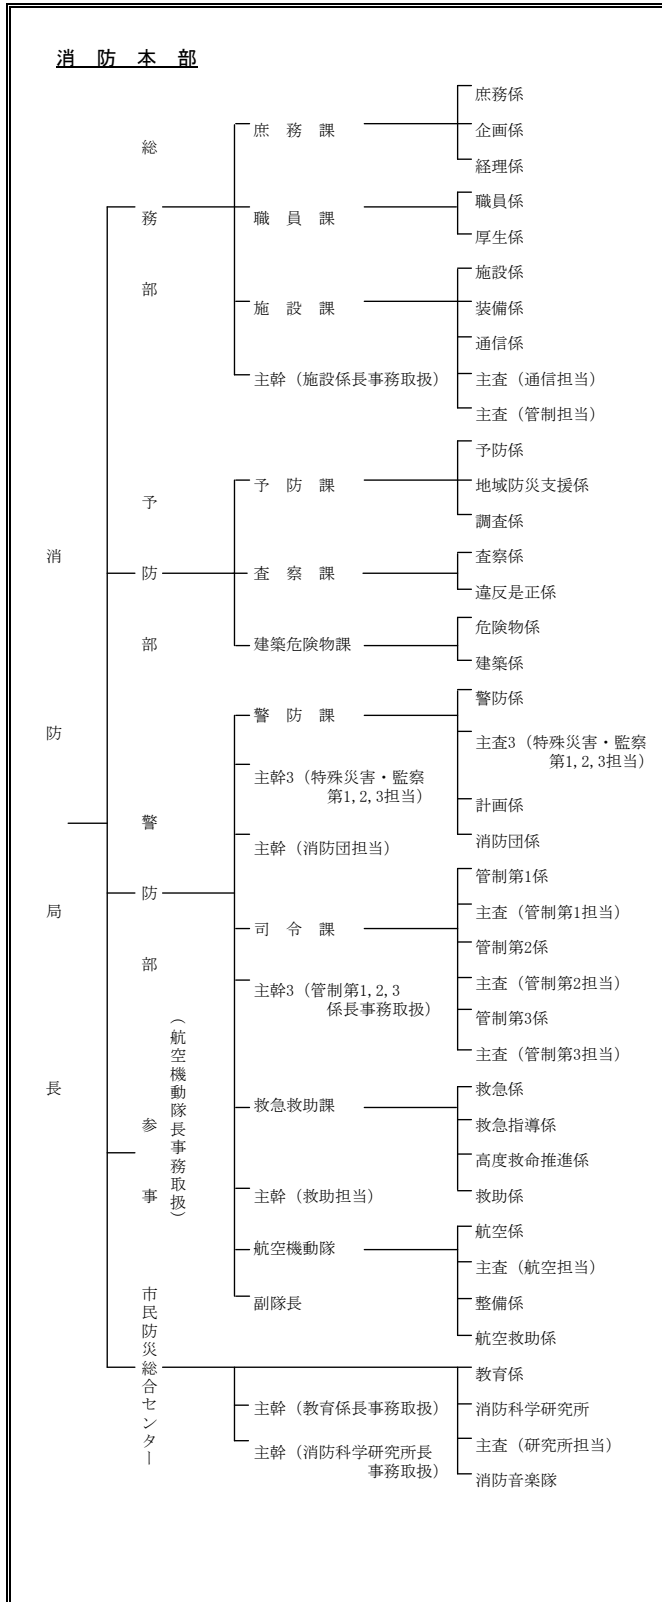 消 防 本 部
消防局長
総務部
庶 務 課
庶務係
企画係
経理係
職 員 課
職員係
厚生係
施 設 課
施設係
装備係
通信係
主査（通信担当）
主査（管制担当）
主幹（施設係長事務取扱）
予防部
予 防 課
予防係
地域防災支援係
調査係
査 察 課
査察係
違反是正係
建築危険物課
危険物係
建築係
警防部
警 防 課
警防係
主査3（特殊災害・監察
第1,2,3担当）
計画係
消防団係
主幹3（特殊災害・監察
第1,2,3担当）
主幹（消防団担当）
司 令 課
管制第1係
主査（管制第1担当）
管制第2係
主査（管制第2担当）
管制第3係
主査（管制第3担当）
主幹3（管制第1,2,3
係長事務取扱）
救急救助課
救急係
救急指導係
高度救命推進係
救助係
主幹（救助担当）
航空機動隊
航空係
主査（航空担当）
整備係
航空救助係
副隊長
参事
（航空機動隊長事務取扱）
市民防災総合センター
教育係
消防科学研究所
主査（研究所担当）
消防音楽隊
主幹（教育係長事務取扱）
主幹（消防科学研究所長
事務取扱）